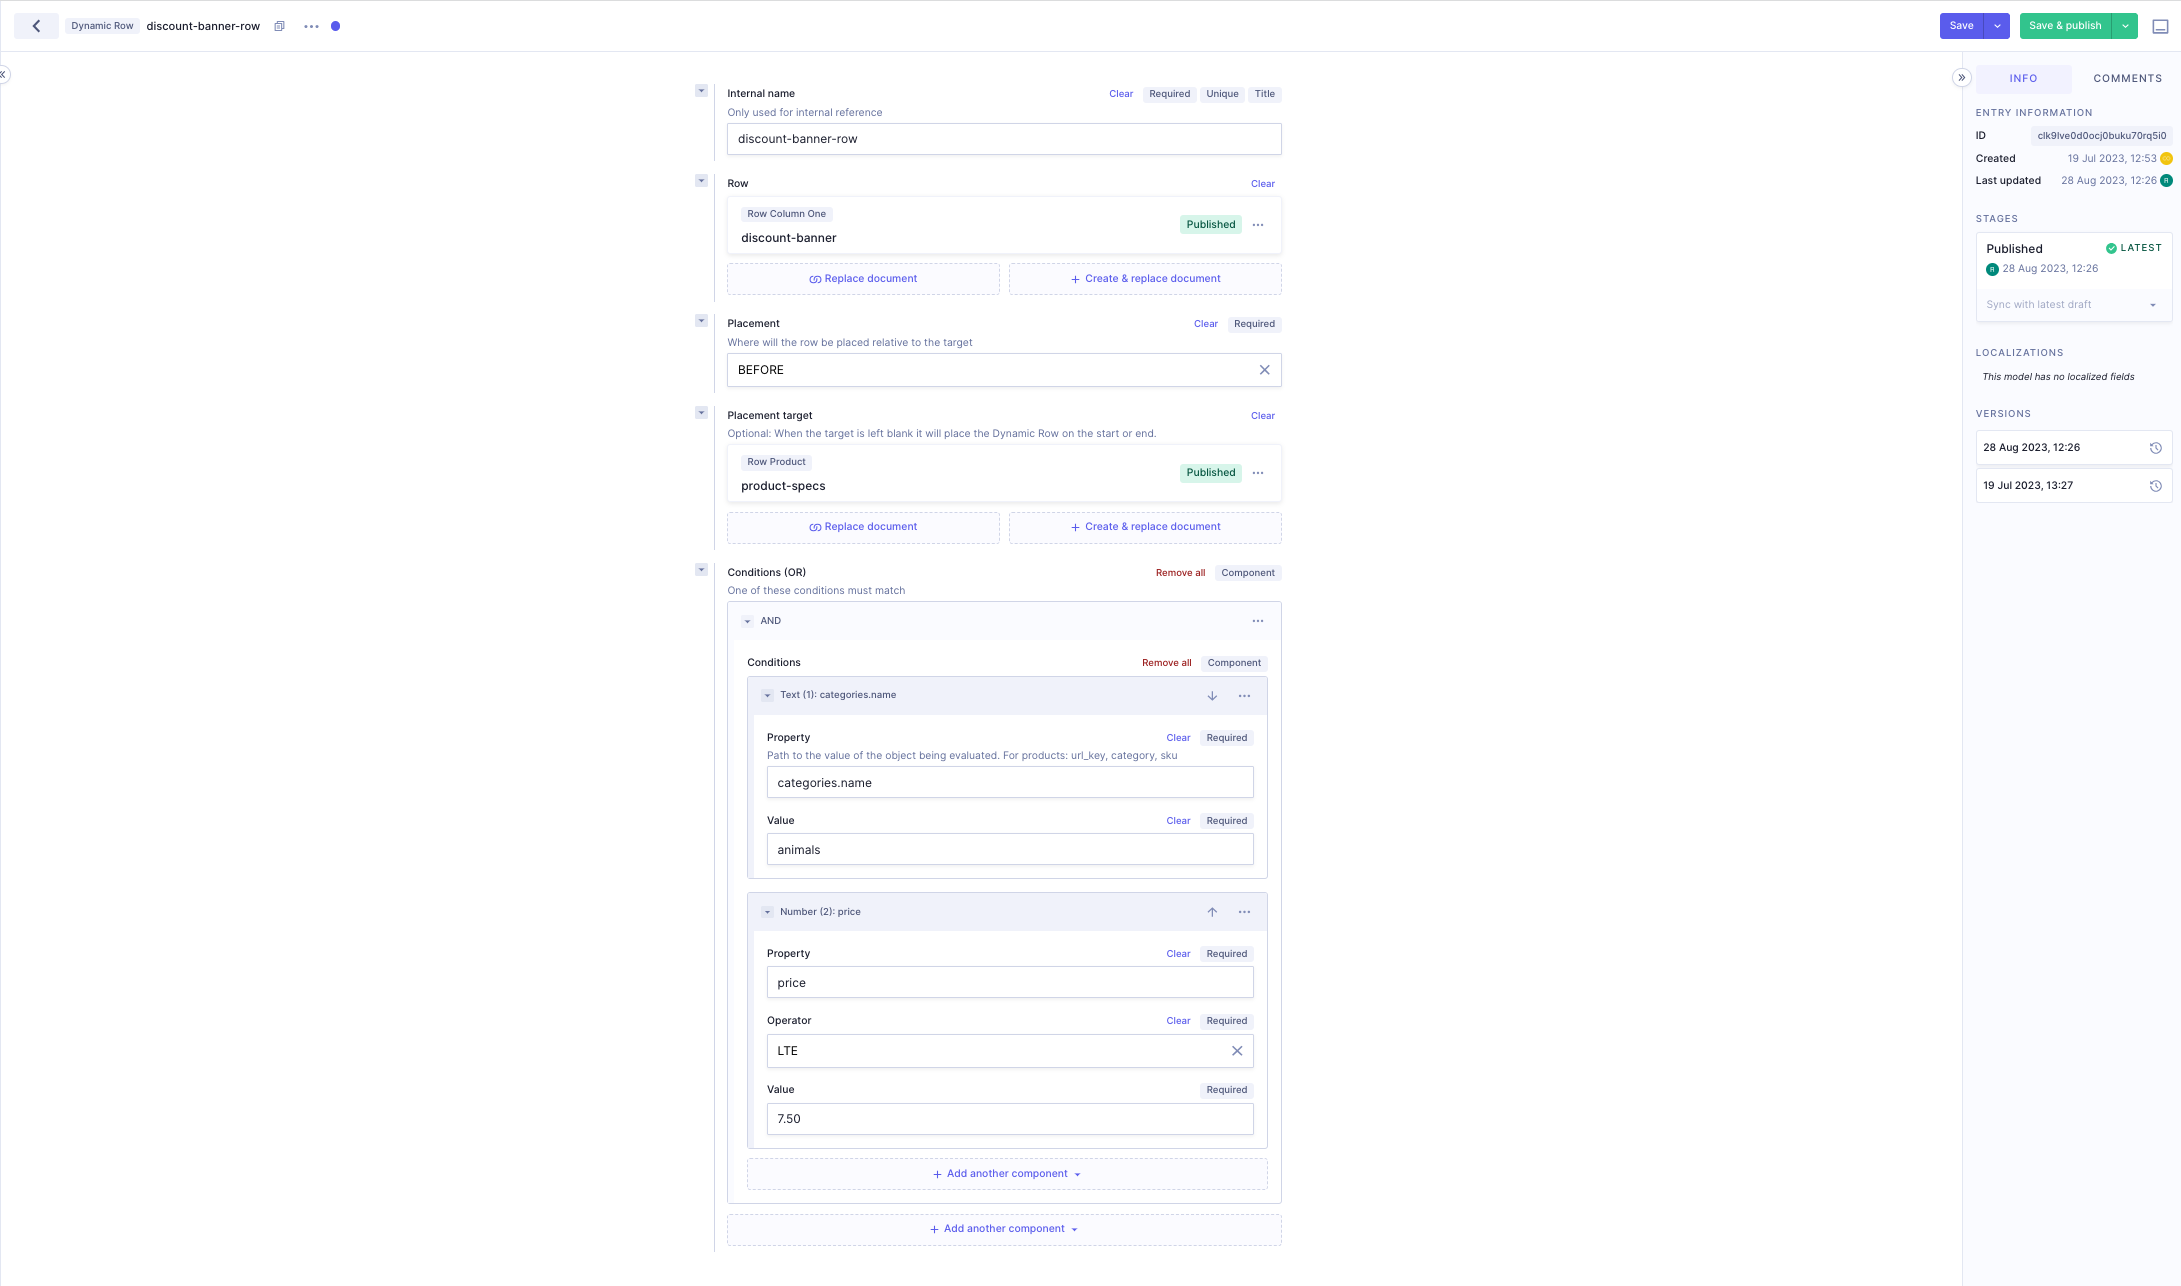 Dynamic Row discount-banner-row
Save
Save & publish
Internal name
Clear Required Unique Title
Only used for internal reference
discount-banner-row
Row
Clear
Row Column One
discount-banner
Published
Replace document
Create & replace document
Placement
Clear Required
Where will the row be placed relative to the target
BEFORE
Placement target
Clear
Optional: When the target is left blank it will place the Dynamic Row on the start or end.
Row Product
product-specs
Published
Replace document
Create & replace document
Conditions (OR)
Remove all Component
One of these conditions must match
AND
Conditions
Remove all Component
Text (1): categories.name
Property
Clear Required
Path to the value of the object being evaluated. For products: url_key, category, sku
categories.name
Value
Clear Required
animals
Number (2): price
Property
Clear Required
price
Operator
Clear Required
LTE
Value
Required
7.50
Add another component
Add another component
INFO
COMMENTS
ENTRY INFORMATION
ID clk9lve0d0ocj0buku70rq5i0
Created 19 Jul 2023, 12:53
Last updated 28 Aug 2023, 12:26 R
STAGES
Published LATEST
R 28 Aug 2023, 12:26
Sync with latest draft
LOCALIZATIONS
This model has no localized fields
VERSIONS
28 Aug 2023, 12:26
19 Jul 2023, 13:27